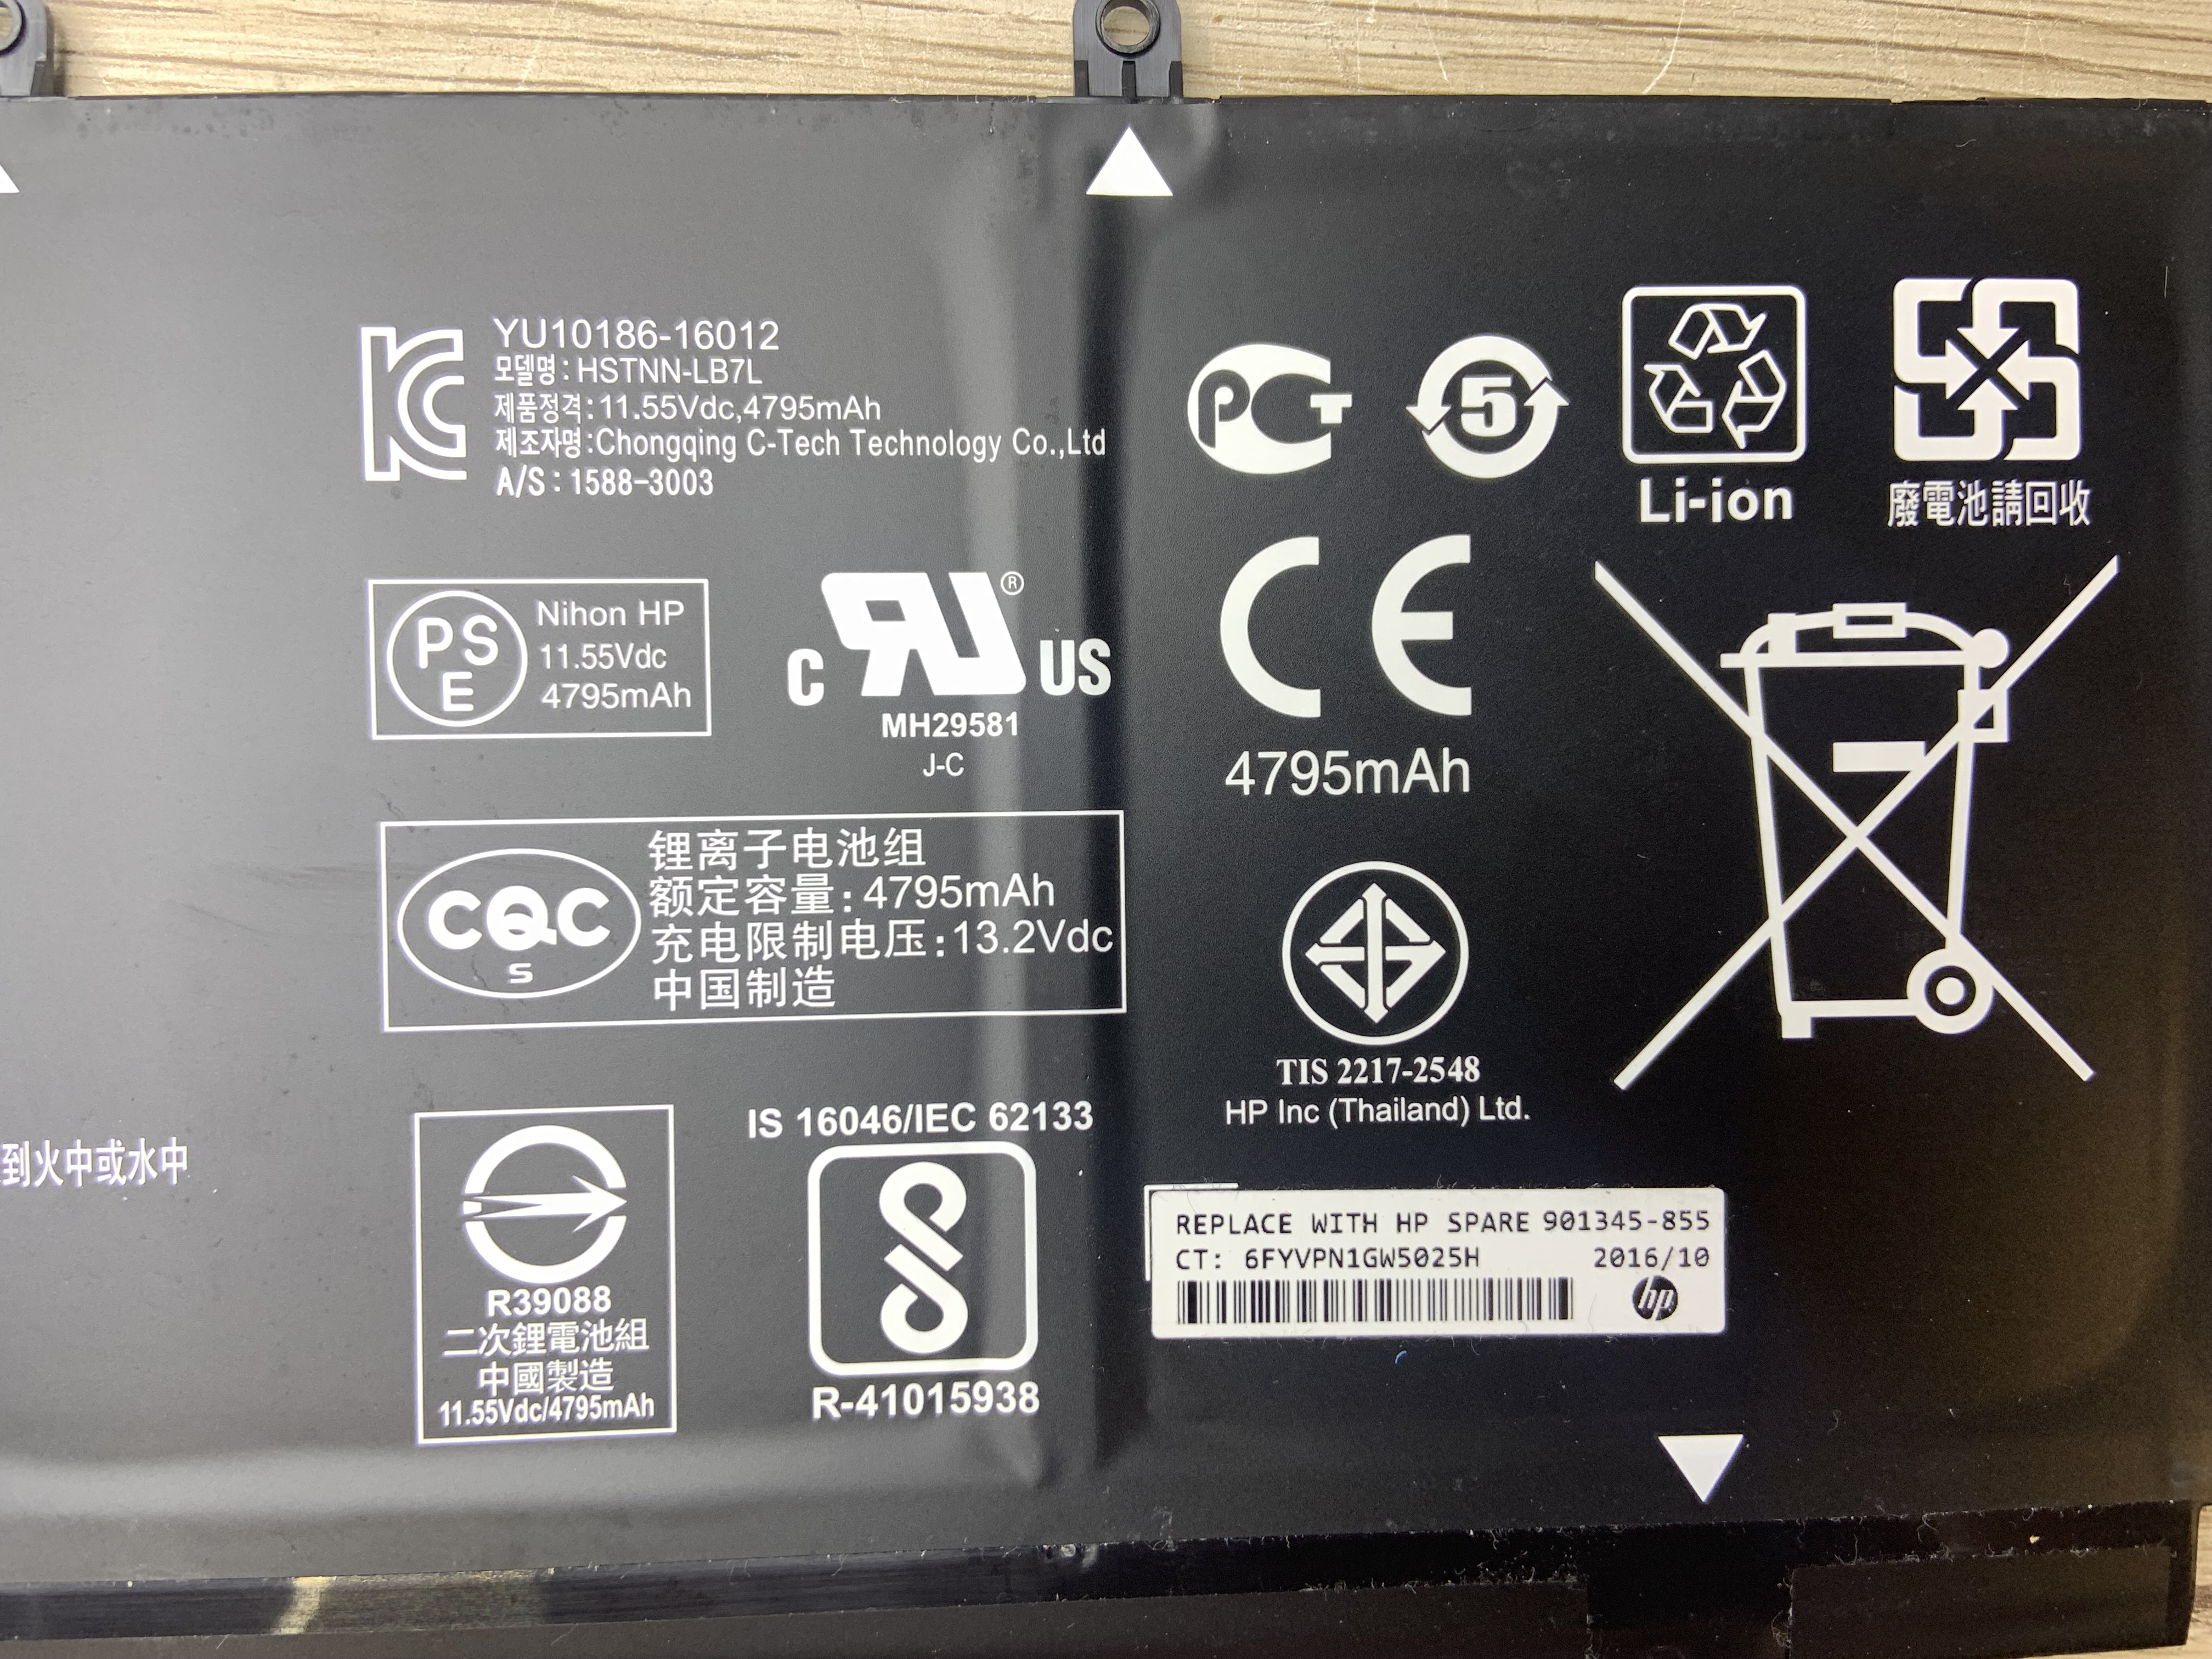 YU10186-16012
모델명: HSTNN-LB7L
제품정격: 11.55Vdc,4795mAh
제조자명:Chongqing C-Tech Technology Co.,Ltd
A/S : 1588-3003
PCT
5
Li-ion
廢電池請回收
PS
E
Nihon HP
11.55Vdc
4795mAh
C RU ® US
MH29581
J-C
CE
4795mAh
CQC
S
锂离子电池组
额定容量:4795mAh
充电限制电压:13.2Vdc
中国制造
TIS 2217-2548
HP Inc (Thailand) Ltd.
到火中或水中
R39088
二次鋰電池組
中國製造
11.55Vdc/4795mAh
IS 16046/IEC 62133
R-41015938
REPLACE WITH HP SPARE 901345-855
CT: 6FYVPN1GW5025H 2016/10
hp